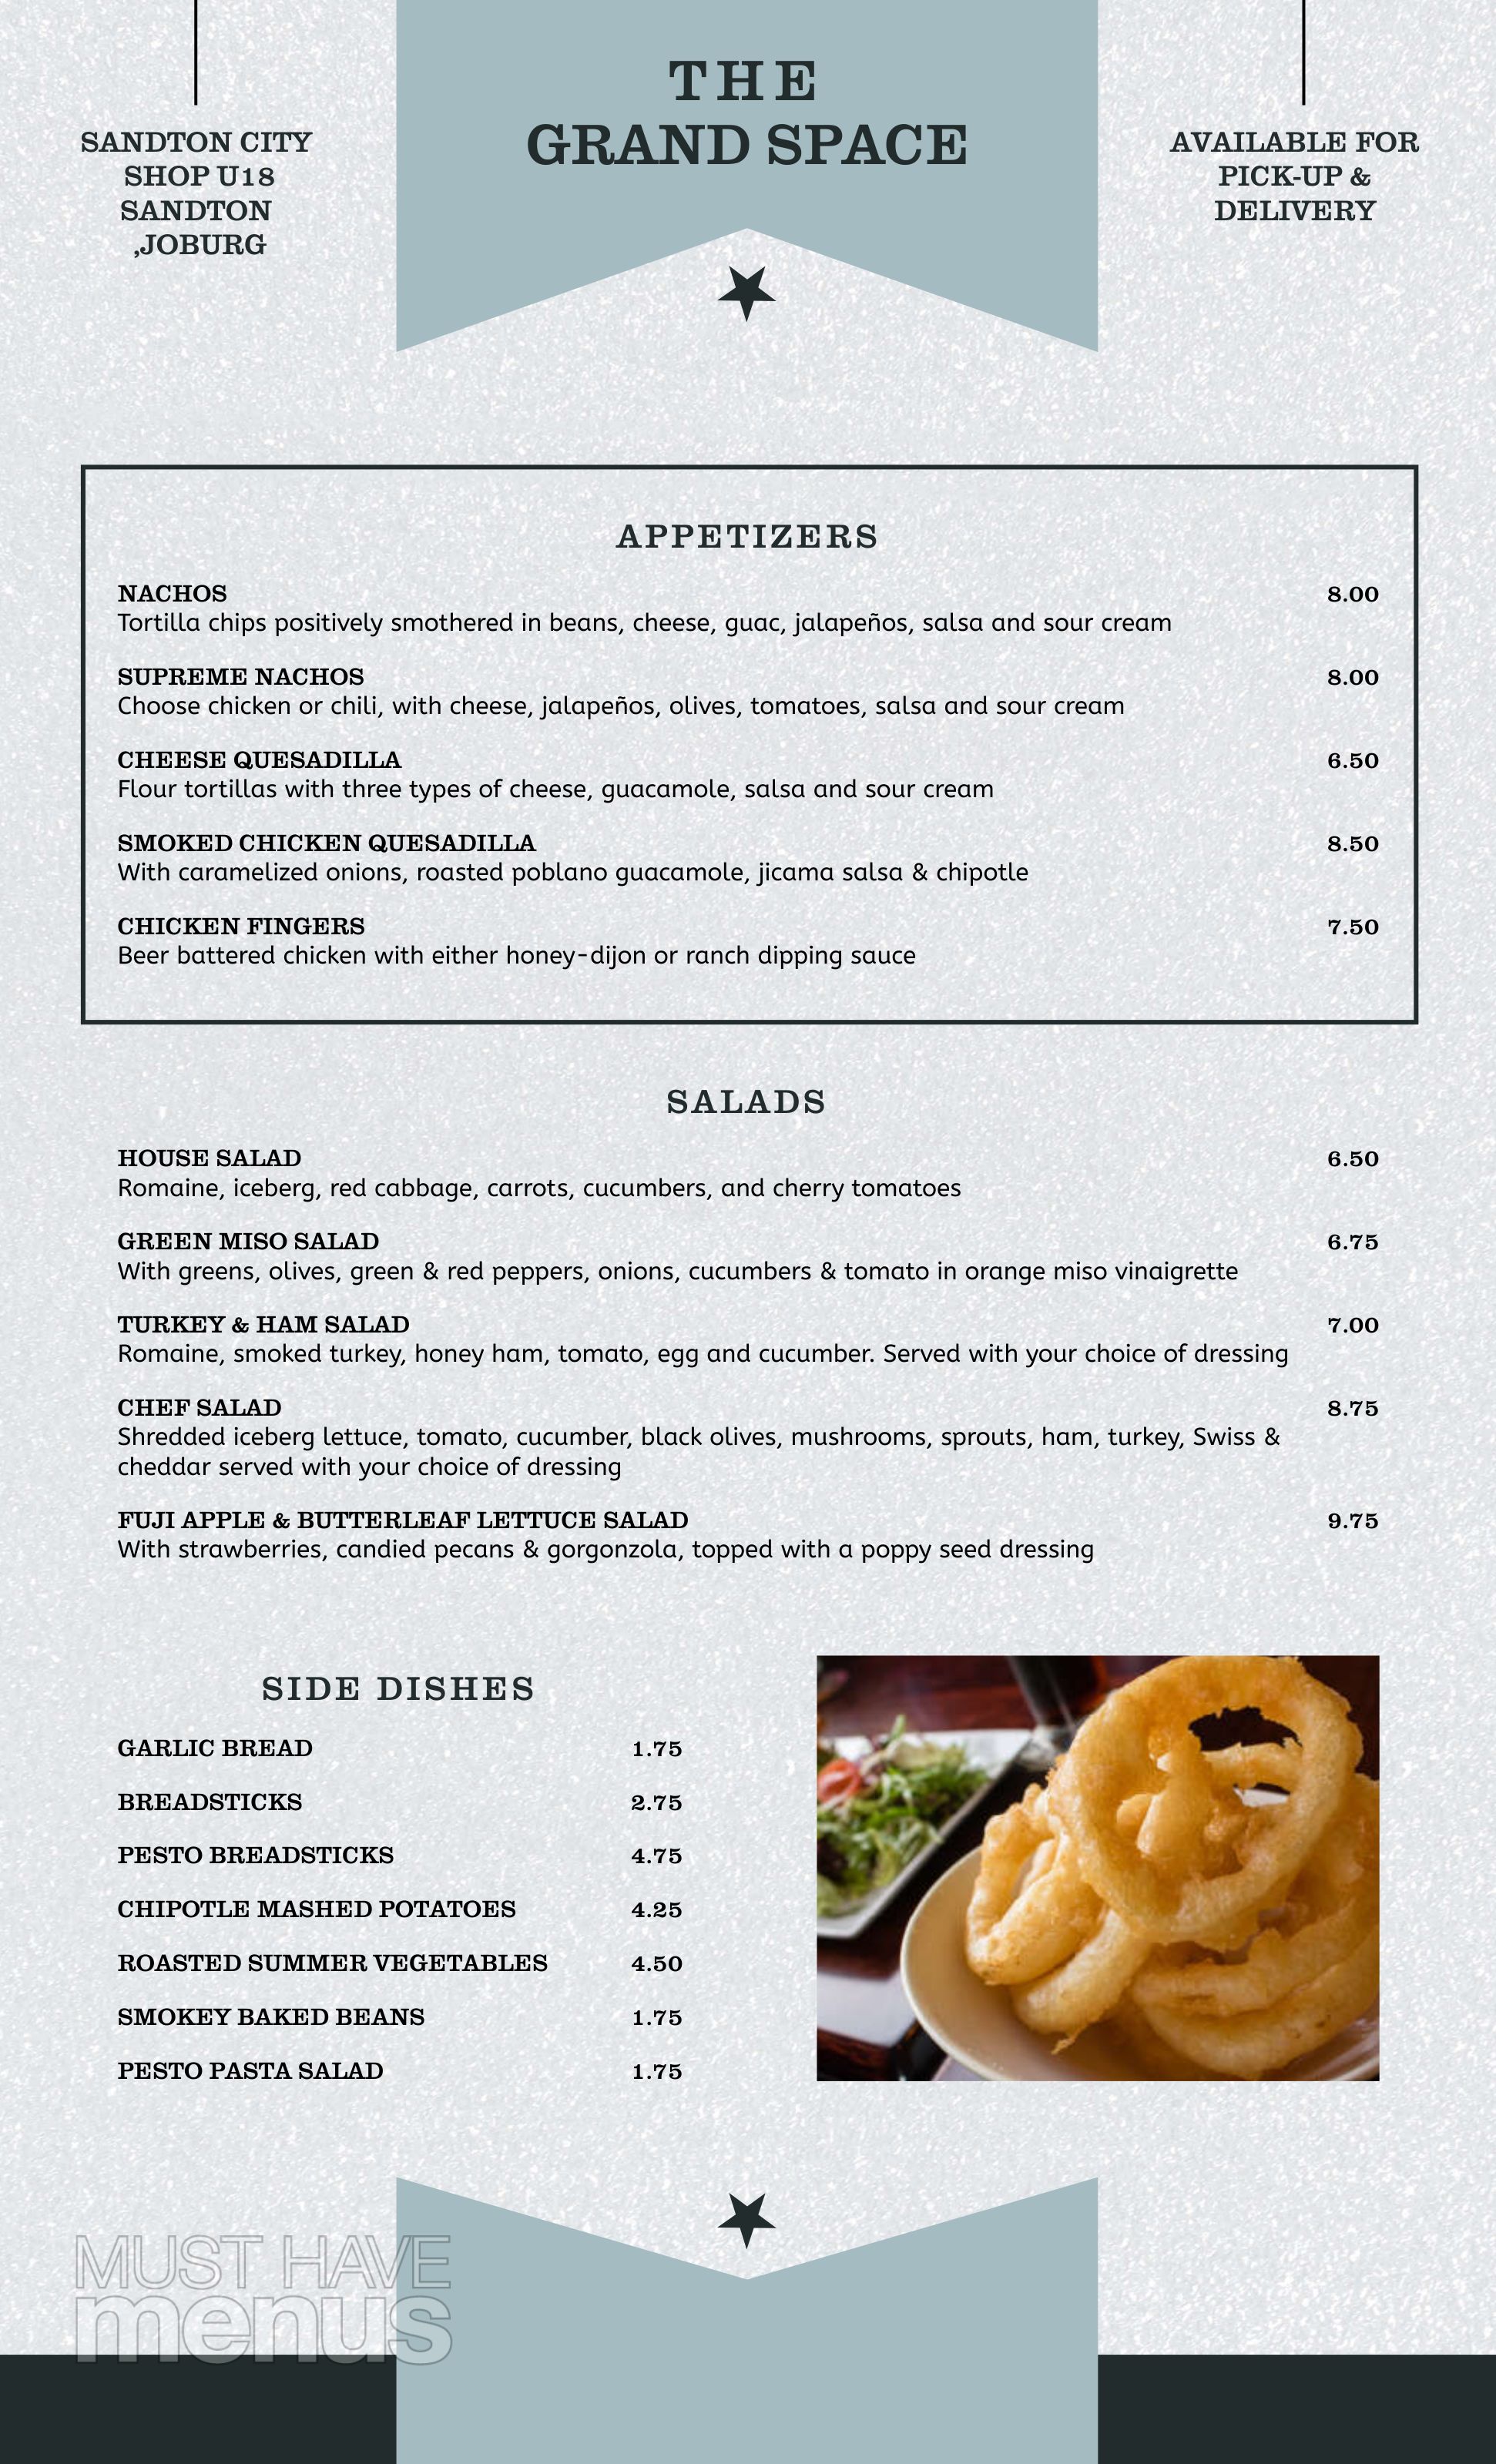 THE
GRAND SPACE
SANDTON CITY
SHOP U18
SANDTON
,JOBURG
AVAILABLE FOR
PICK-UP &
DELIVERY
APPETIZERS
NACHOS 8.00
Tortilla chips positively smothered in beans, cheese, guac, jalapeños, salsa and sour cream
SUPREME NACHOS 8.00
Choose chicken or chili, with cheese, jalapeños, olives, tomatoes, salsa and sour cream
CHEESE QUESADILLA 6.50
Flour tortillas with three types of cheese, guacamole, salsa and sour cream
SMOKED CHICKEN QUESADILLA 8.50
With caramelized onions, roasted poblano guacamole, jicama salsa & chipotle
CHICKEN FINGERS 7.50
Beer battered chicken with either honey-dijon or ranch dipping sauce
SALADS
HOUSE SALAD 6.50
Romaine, iceberg, red cabbage, carrots, cucumbers, and cherry tomatoes
GREEN MISO SALAD 6.75
With greens, olives, green & red peppers, onions, cucumbers & tomato in orange miso vinaigrette
TURKEY & HAM SALAD 7.00
Romaine, smoked turkey, honey ham, tomato, egg and cucumber. Served with your choice of dressing
CHEF SALAD 8.75
Shredded iceberg lettuce, tomato, cucumber, black olives, mushrooms, sprouts, ham, turkey, Swiss &
cheddar served with your choice of dressing
FUJI APPLE & BUTTERLEAF LETTUCE SALAD 9.75
With strawberries, candied pecans & gorgonzola, topped with a poppy seed dressing
SIDE DISHES
GARLIC BREAD 1.75
BREADSTICKS 2.75
PESTO BREADSTICKS 4.75
CHIPOTLE MASHED POTATOES 4.25
ROASTED SUMMER VEGETABLES 4.50
SMOKEY BAKED BEANS 1.75
PESTO PASTA SALAD 1.75
MUST HAVE
menus